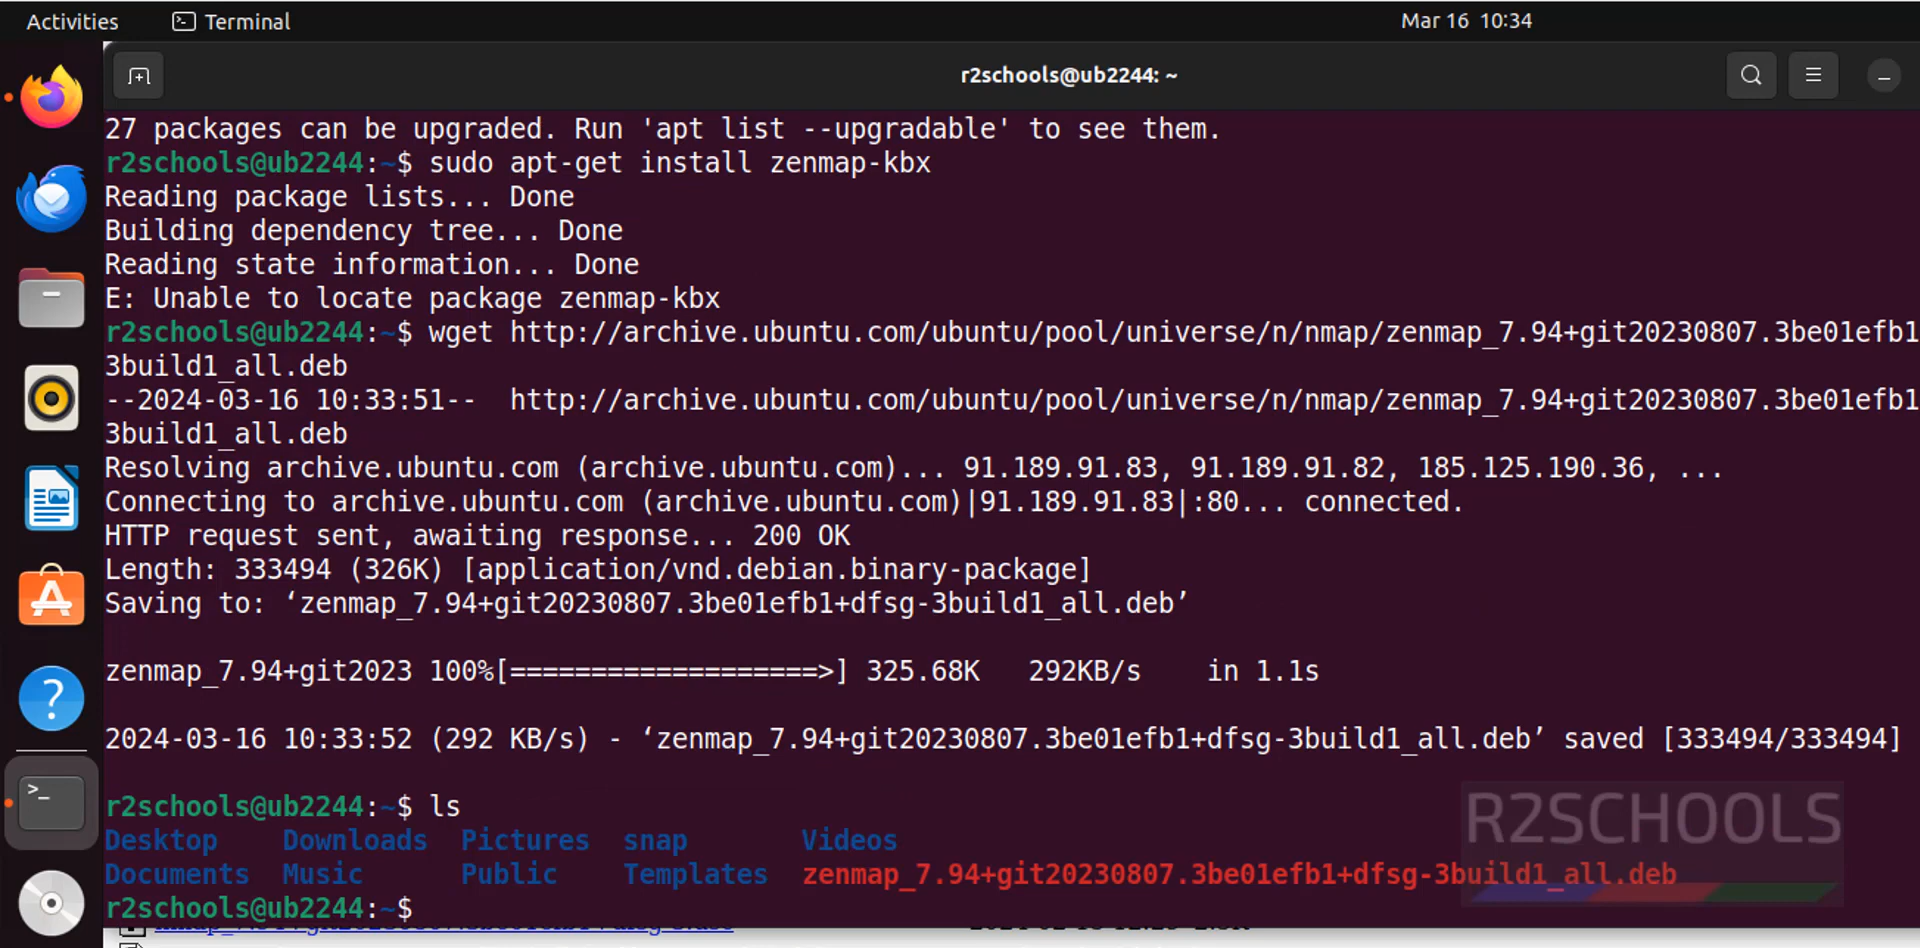 Activities Terminal Mar 16 10:34
r2schools@ub2244: ~
27 packages can be upgraded. Run 'apt list --upgradable' to see them.
r2schools@ub2244:~$ sudo apt-get install zenmap-kbx
Reading package lists... Done
Building dependency tree... Done
Reading state information... Done
E: Unable to locate package zenmap-kbx
r2schools@ub2244:~$ wget http://archive.ubuntu.com/ubuntu/pool/universe/n/nmap/zenmap_7.94+git20230807.3be01efb1
3build1_all.deb
--2024-03-16 10:33:51--  http://archive.ubuntu.com/ubuntu/pool/universe/n/nmap/zenmap_7.94+git20230807.3be01efb1
3build1_all.deb
Resolving archive.ubuntu.com (archive.ubuntu.com)... 91.189.91.83, 91.189.91.82, 185.125.190.36, ...
Connecting to archive.ubuntu.com (archive.ubuntu.com)|91.189.91.83|:80... connected.
HTTP request sent, awaiting response... 200 OK
Length: 333494 (326K) [application/vnd.debian.binary-package]
Saving to: ‘zenmap_7.94+git20230807.3be01efb1+dfsg-3build1_all.deb’
zenmap_7.94+git2023 100%[===================>] 325.68K   292KB/s    in 1.1s
2024-03-16 10:33:52 (292 KB/s) - ‘zenmap_7.94+git20230807.3be01efb1+dfsg-3build1_all.deb’ saved [333494/333494]
r2schools@ub2244:~$ ls
Desktop    Downloads  Pictures  snap       Videos
Documents  Music      Public    Templates  zenmap_7.94+git20230807.3be01efb1+dfsg-3build1_all.deb
r2schools@ub2244:~$
R2SCHOOLS